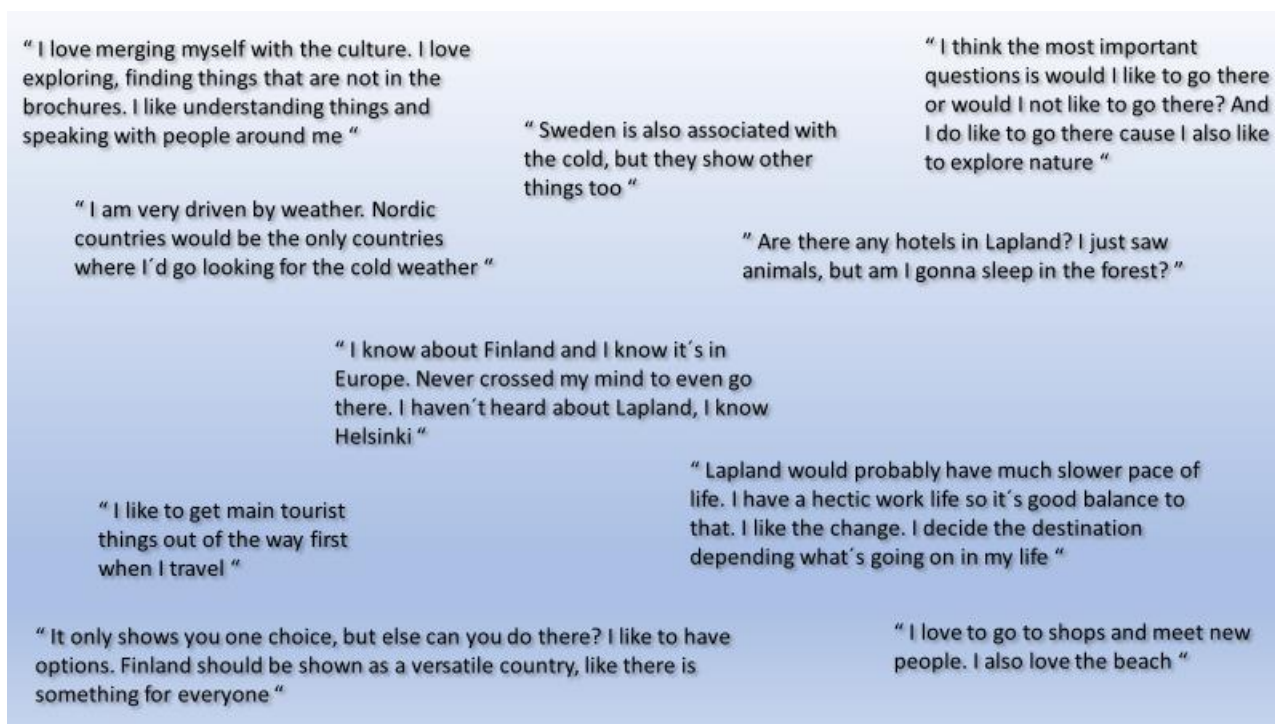 “ I love merging myself with the culture. I love
exploring, finding things that are not in the
brochures. I like understanding things and
speaking with people around me “
“ I think the most important
questions is would I like to go there
or would I not like to go there? And
I do like to go there cause I also like
to explore nature “
“ Sweden is also associated with
the cold, but they show other
things too “
“ I am very driven by weather. Nordic
countries would be the only countries
where I´d go looking for the cold weather “
” Are there any hotels in Lapland? I just saw
animals, but am I gonna sleep in the forest? ”
“ I know about Finland and I know it´s in
Europe. Never crossed my mind to even go
there. I haven´t heard about Lapland, I know
Helsinki “
“ Lapland would probably have much slower pace of
life. I have a hectic work life so it´s good balance to
that. I like the change. I decide the destination
depending what´s going on in my life “
“ I like to get main tourist
things out of the way first
when I travel “
“ It only shows you one choice, but else can you do there? I like to have
options. Finland should be shown as a versatile country, like there is
something for everyone “
“ I love to go to shops and meet new
people. I also love the beach “